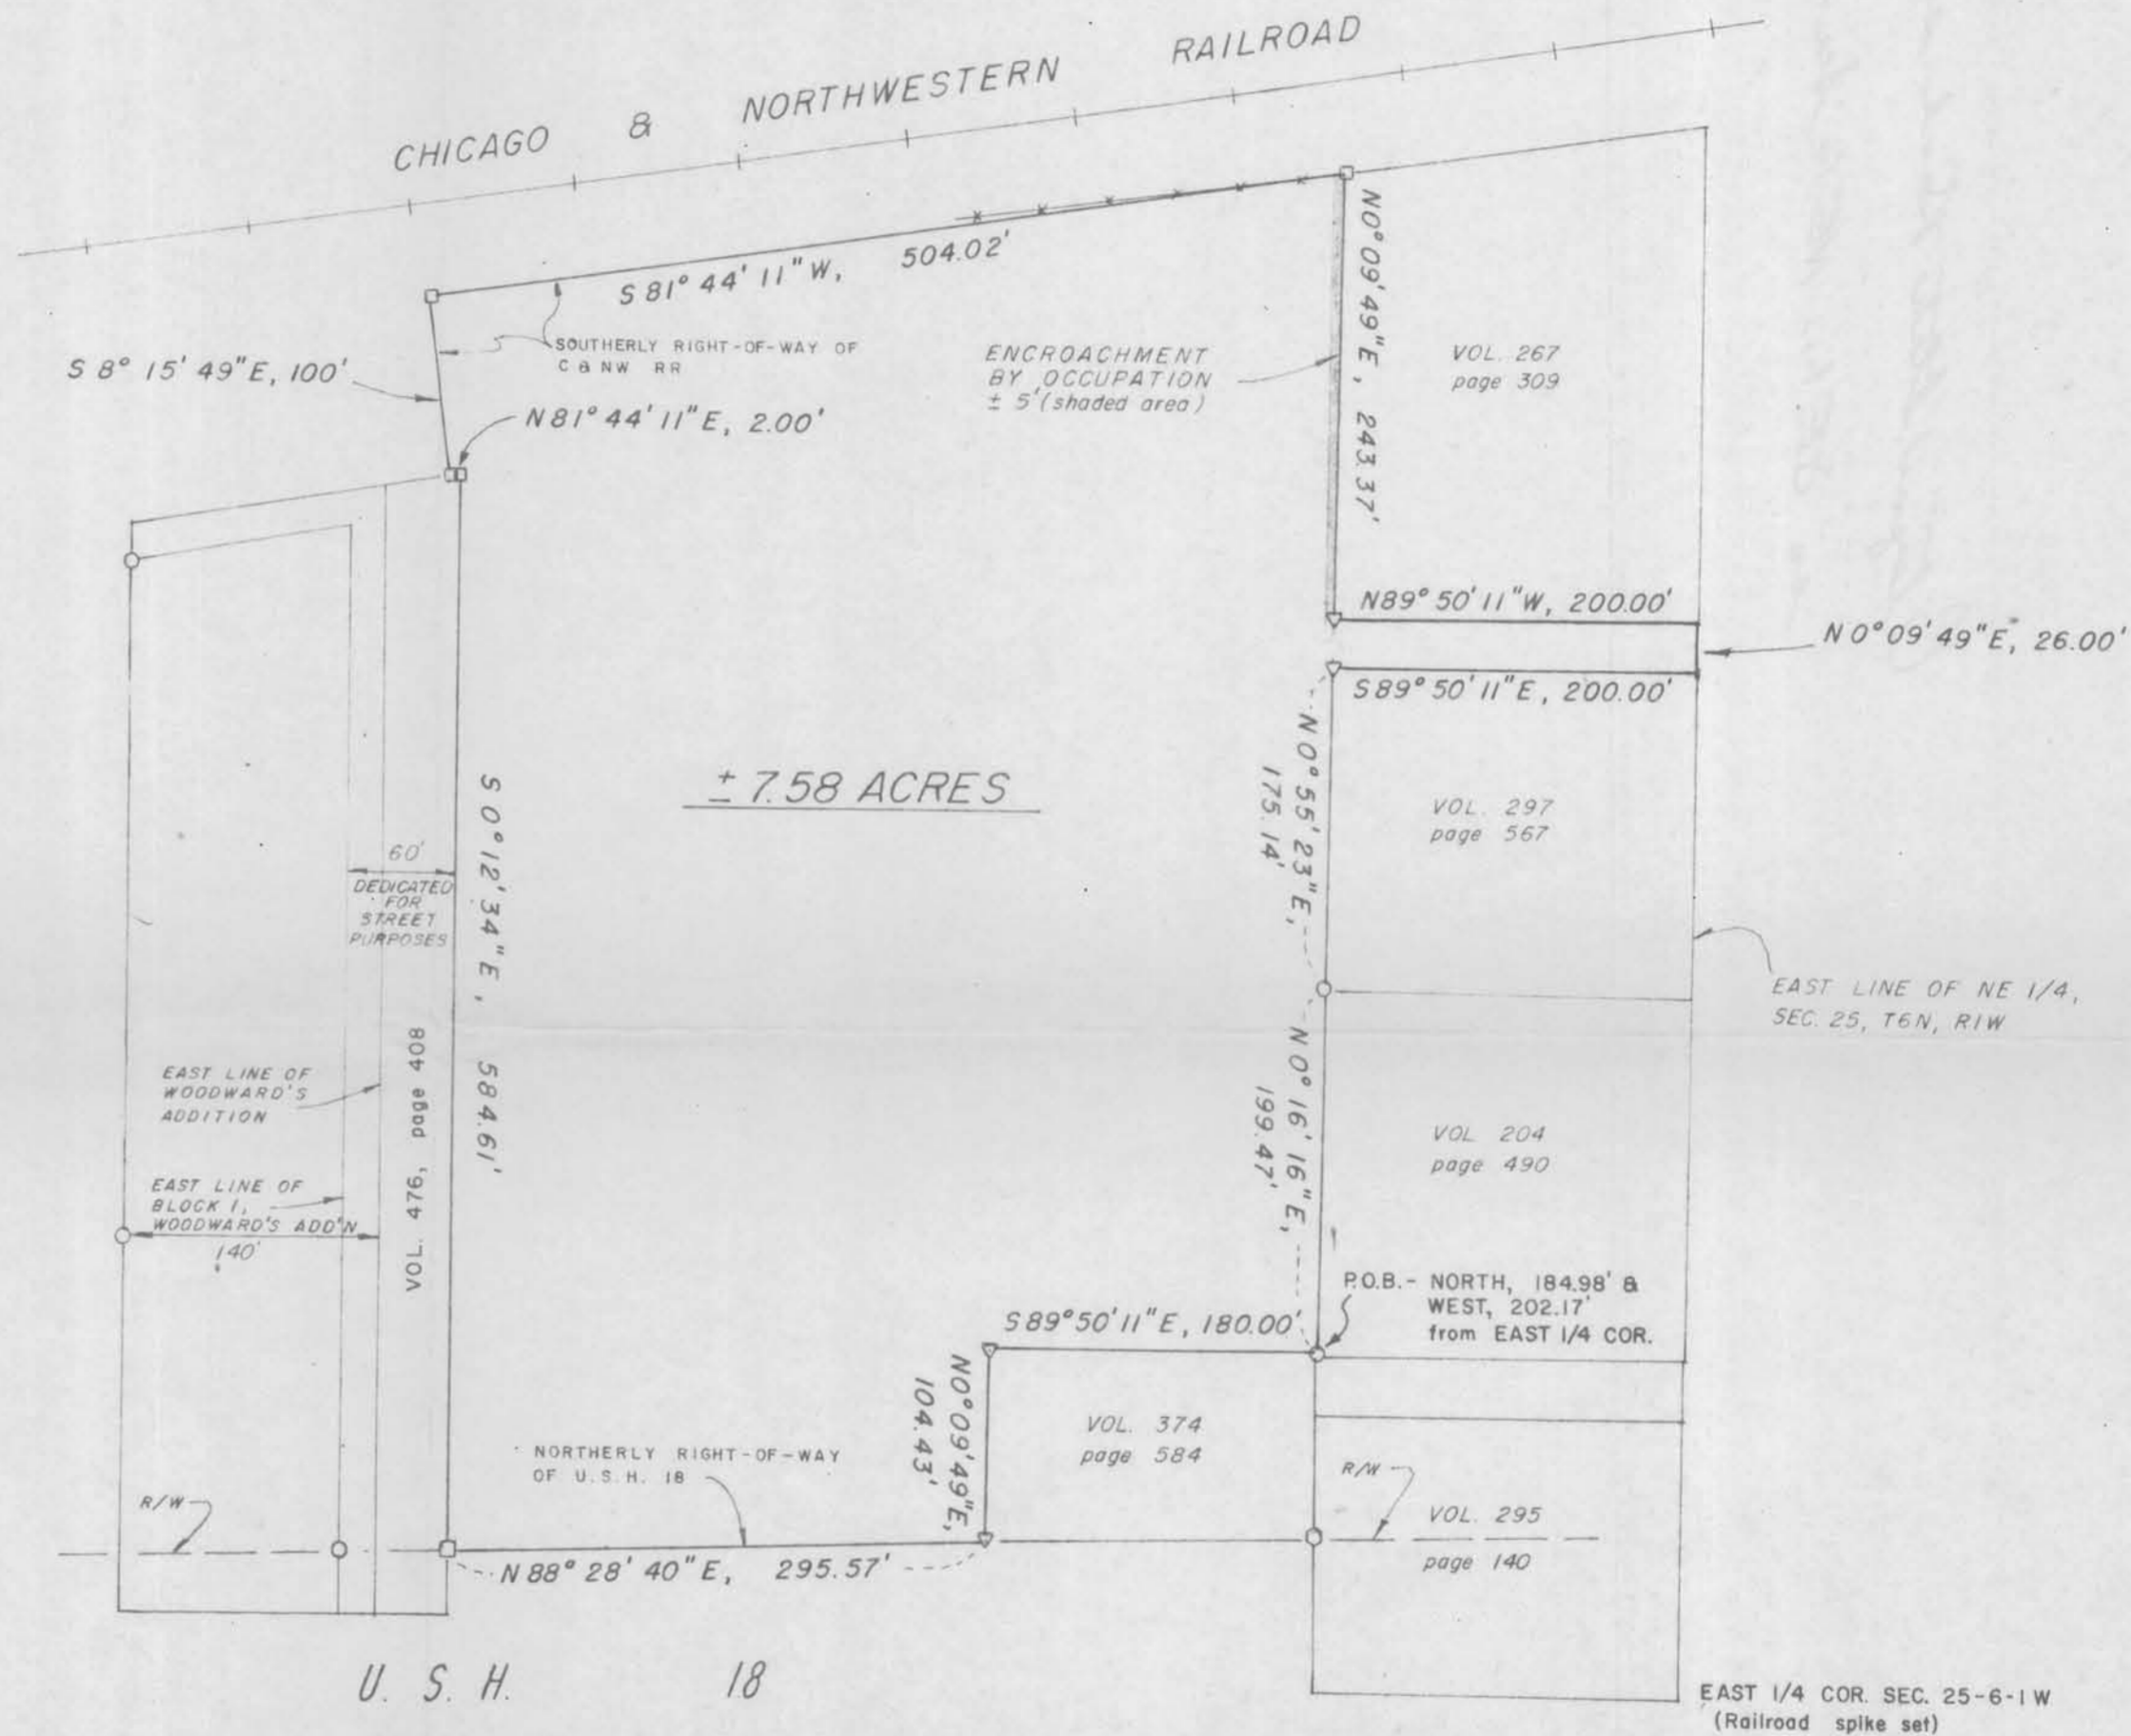 CHICAGO & NORTHWESTERN RAILROAD
S 81° 44' 11" W, 504.02'
SOUTHERLY RIGHT-OF-WAY OF
C & NW RR
S 8° 15' 49" E, 100'
N 81° 44' 11" E, 2.00'
ENCROACHMENT
BY OCCUPATION
± 5' (shaded area)
N 0° 09' 49" E, 243.37'
VOL. 267
page 309
N 89° 50' 11" W, 200.00'
N 0° 09' 49" E, 26.00'
S 89° 50' 11" E, 200.00'
± 7.58 ACRES
N 0° 55' 23" E,
175.14'
VOL. 297
page 567
60'
DEDICATED
FOR
STREET
PURPOSES
S 0° 12' 34" E, 584.61'
EAST LINE OF NE 1/4,
SEC. 25, T6N, R1W
EAST LINE OF
WOODWARD'S
ADDITION
VOL. 476, page 408
N 0° 16' 16" E,
199.47'
VOL 204
page 490
EAST LINE OF
BLOCK 1,
WOODWARD'S ADD'N
140'
P.O.B. - NORTH, 184.98' &
WEST, 202.17'
from EAST 1/4 COR.
S 89° 50' 11" E, 180.00'
N 0° 09' 49" E,
104.43'
VOL. 374
page 584
NORTHERLY RIGHT-OF-WAY
OF U.S.H. 18
R/W
R/W
VOL. 295
page 140
N 88° 28' 40" E, 295.57'
U. S. H. 18
EAST 1/4 COR. SEC. 25-6-1 W
(Railroad spike set)